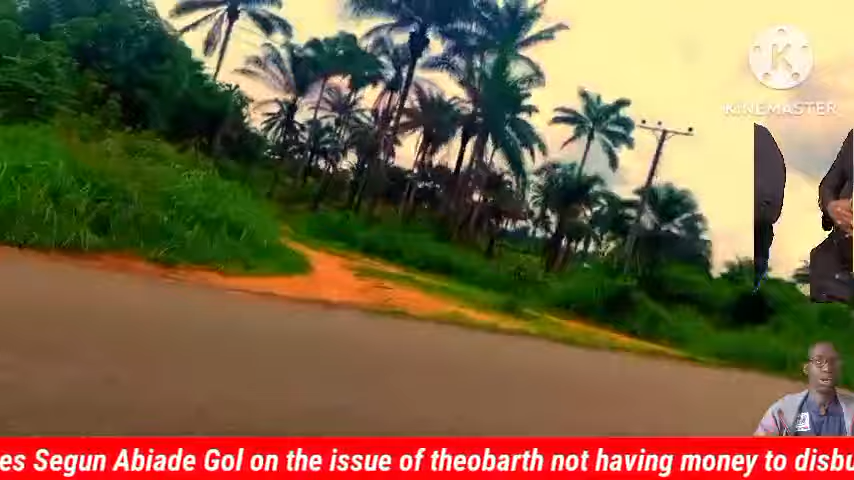 K
KINEMASTER
es Segun Abiade Gol on the issue of theobarth not having money to disbu